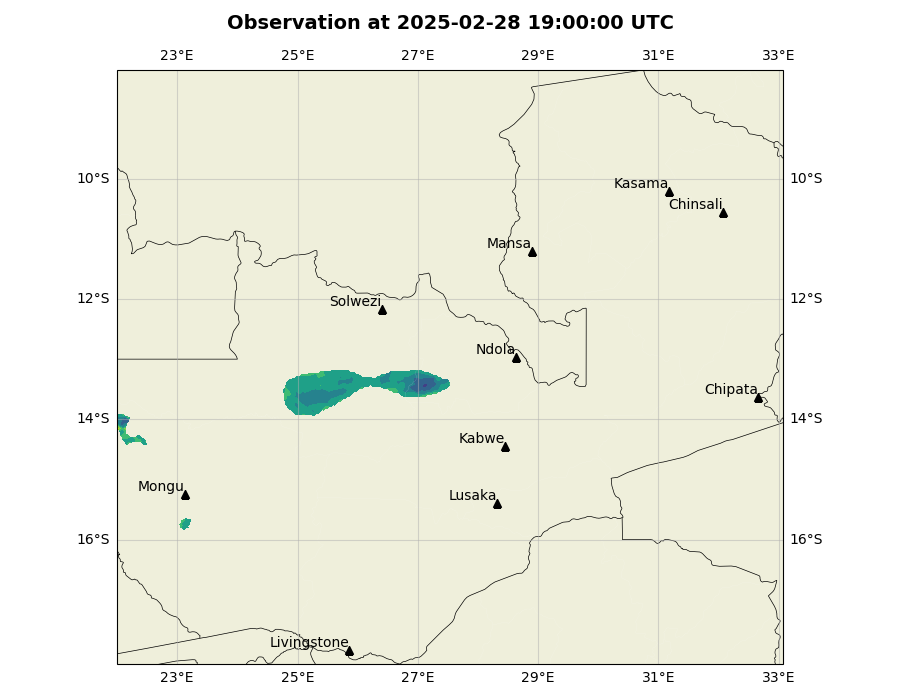 Observation at 2025-02-28 19:00:00 UTC
23°E 25°E 27°E 29°E 31°E 33°E
10°S 10°S
Kasama
Chinsali
Mansa
12°S 12°S
Solwezi
Ndola
Chipata
14°S 14°S
Kabwe
Mongu
Lusaka
16°S 16°S
Livingstone
23°E 25°E 27°E 29°E 31°E 33°E